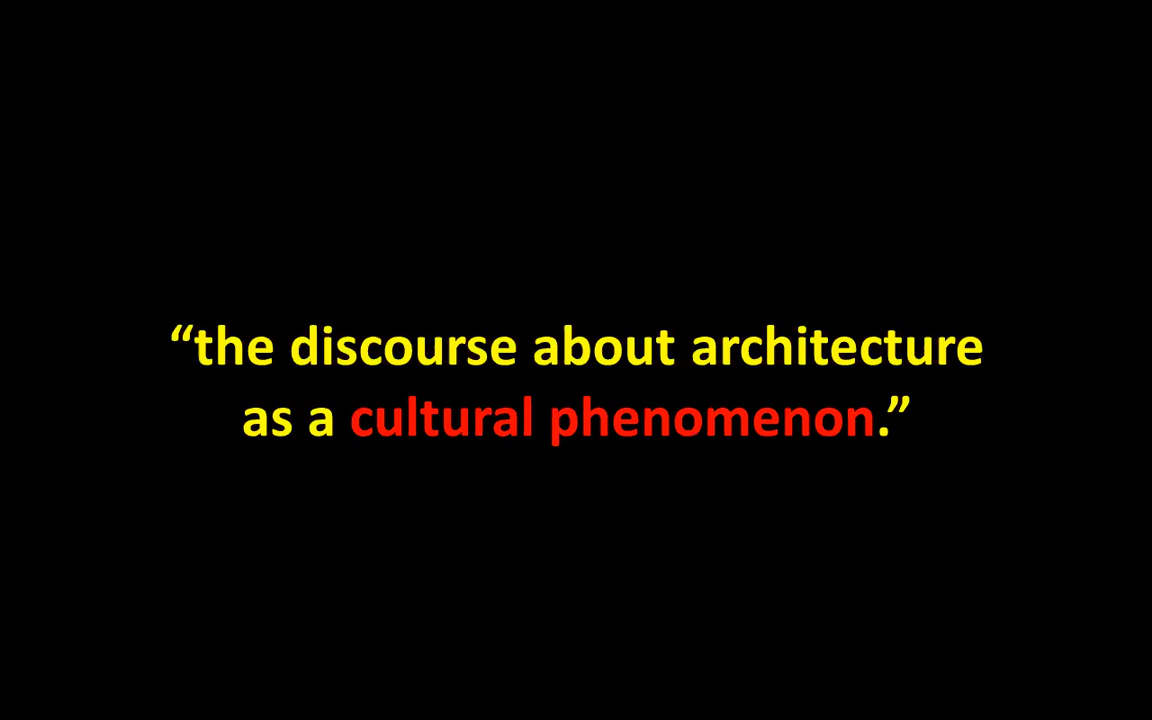 “the discourse about architecture
as a cultural phenomenon.”